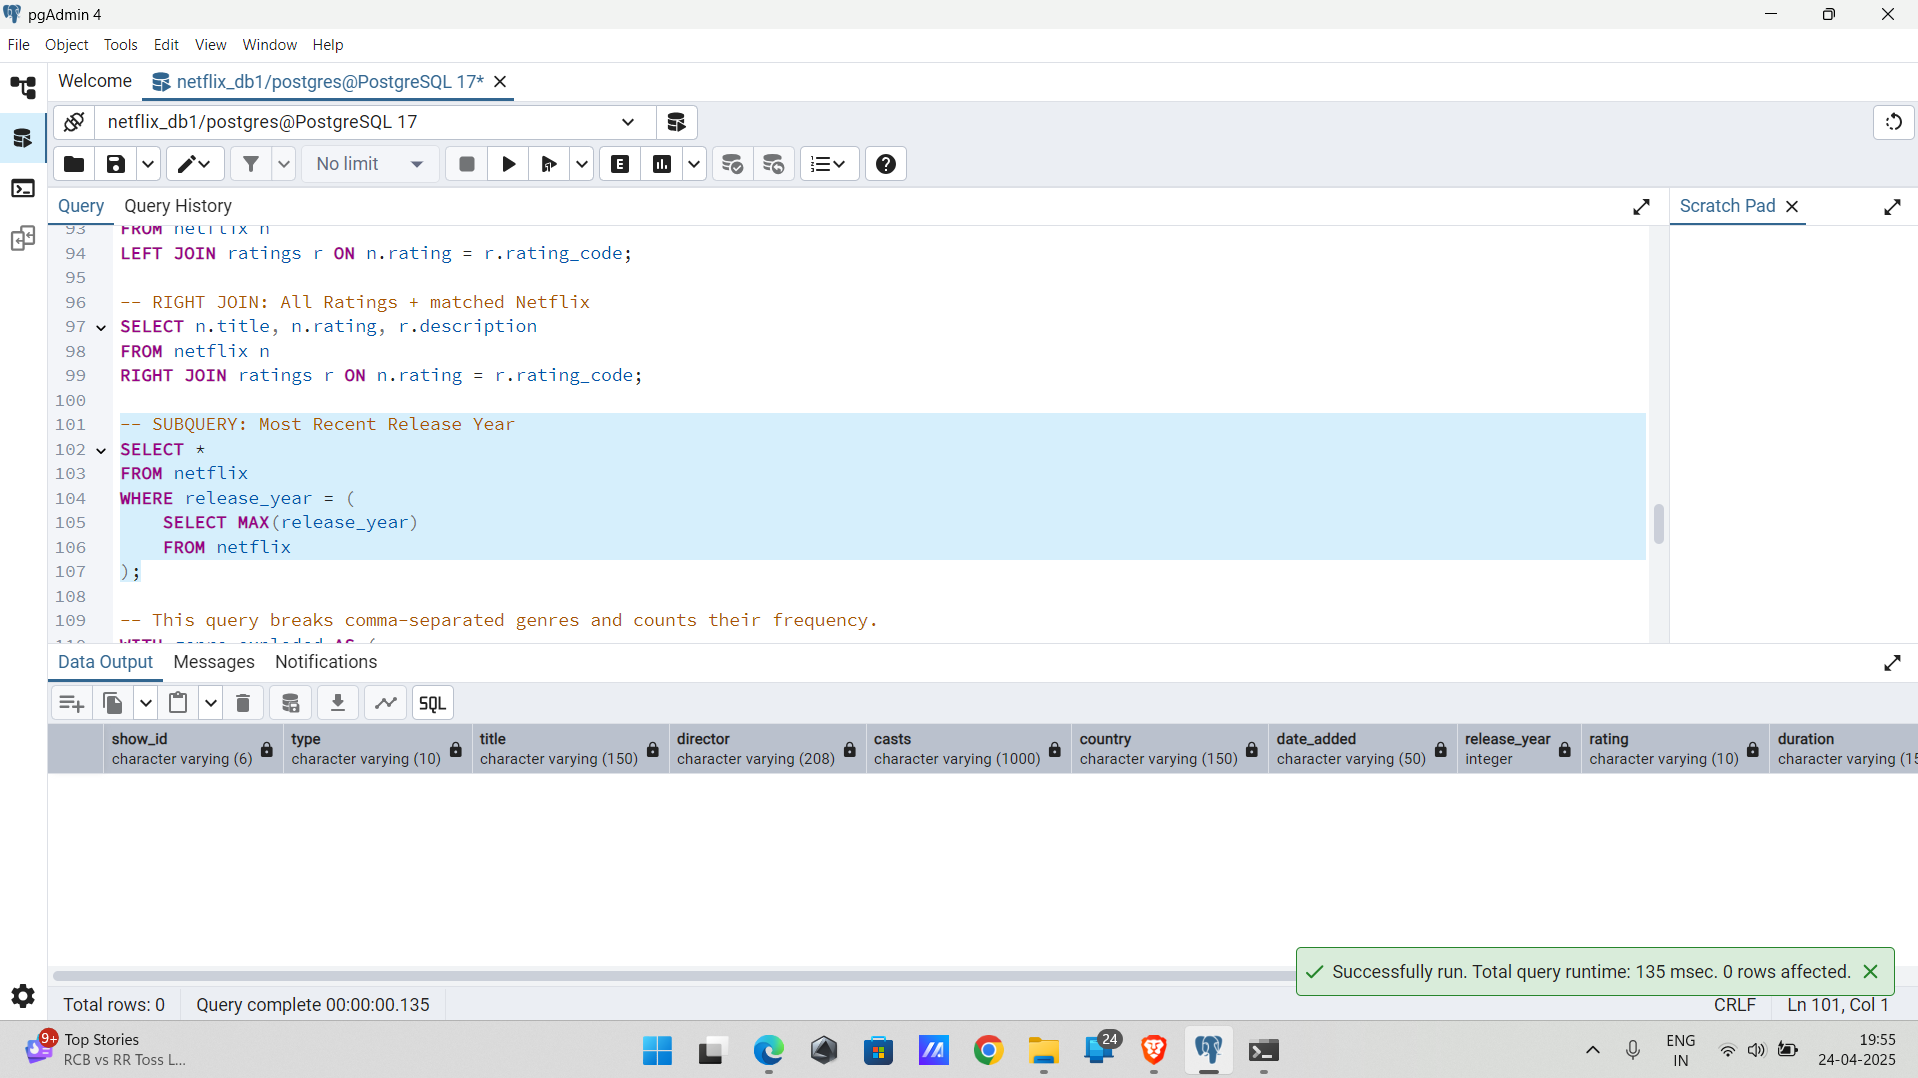 pgAdmin 4
File Object Tools Edit View Window Help
Welcome netflix_db1/postgres@PostgreSQL 17*
netflix_db1/postgres@PostgreSQL 17
No limit
E
Query Query History
Scratch Pad
93 FROM netflix n
94 LEFT JOIN ratings r ON n.rating = r.rating_code;
95
96 -- RIGHT JOIN: All Ratings + matched Netflix
97 SELECT n.title, n.rating, r.description
98 FROM netflix n
99 RIGHT JOIN ratings r ON n.rating = r.rating_code;
100
101 -- SUBQUERY: Most Recent Release Year
102 SELECT *
103 FROM netflix
104 WHERE release_year = (
105 SELECT MAX(release_year)
106 FROM netflix
107 );
108
109 -- This query breaks comma-separated genres and counts their frequency.
110 WITH genre_exploded AS (
Data Output Messages Notifications
SQL
show_id type title director casts country date_added release_year rating duration
character varying (6) character varying (10) character varying (150) character varying (208) character varying (1000) character varying (150) character varying (50) integer character varying (10) character varying (15
Successfully run. Total query runtime: 135 msec. 0 rows affected.
Total rows: 0 Query complete 00:00:00.135 CRLF Ln 101, Col 1
9+ Top Stories
RCB vs RR Toss L...
24
ENG
IN
19:55
24-04-2025